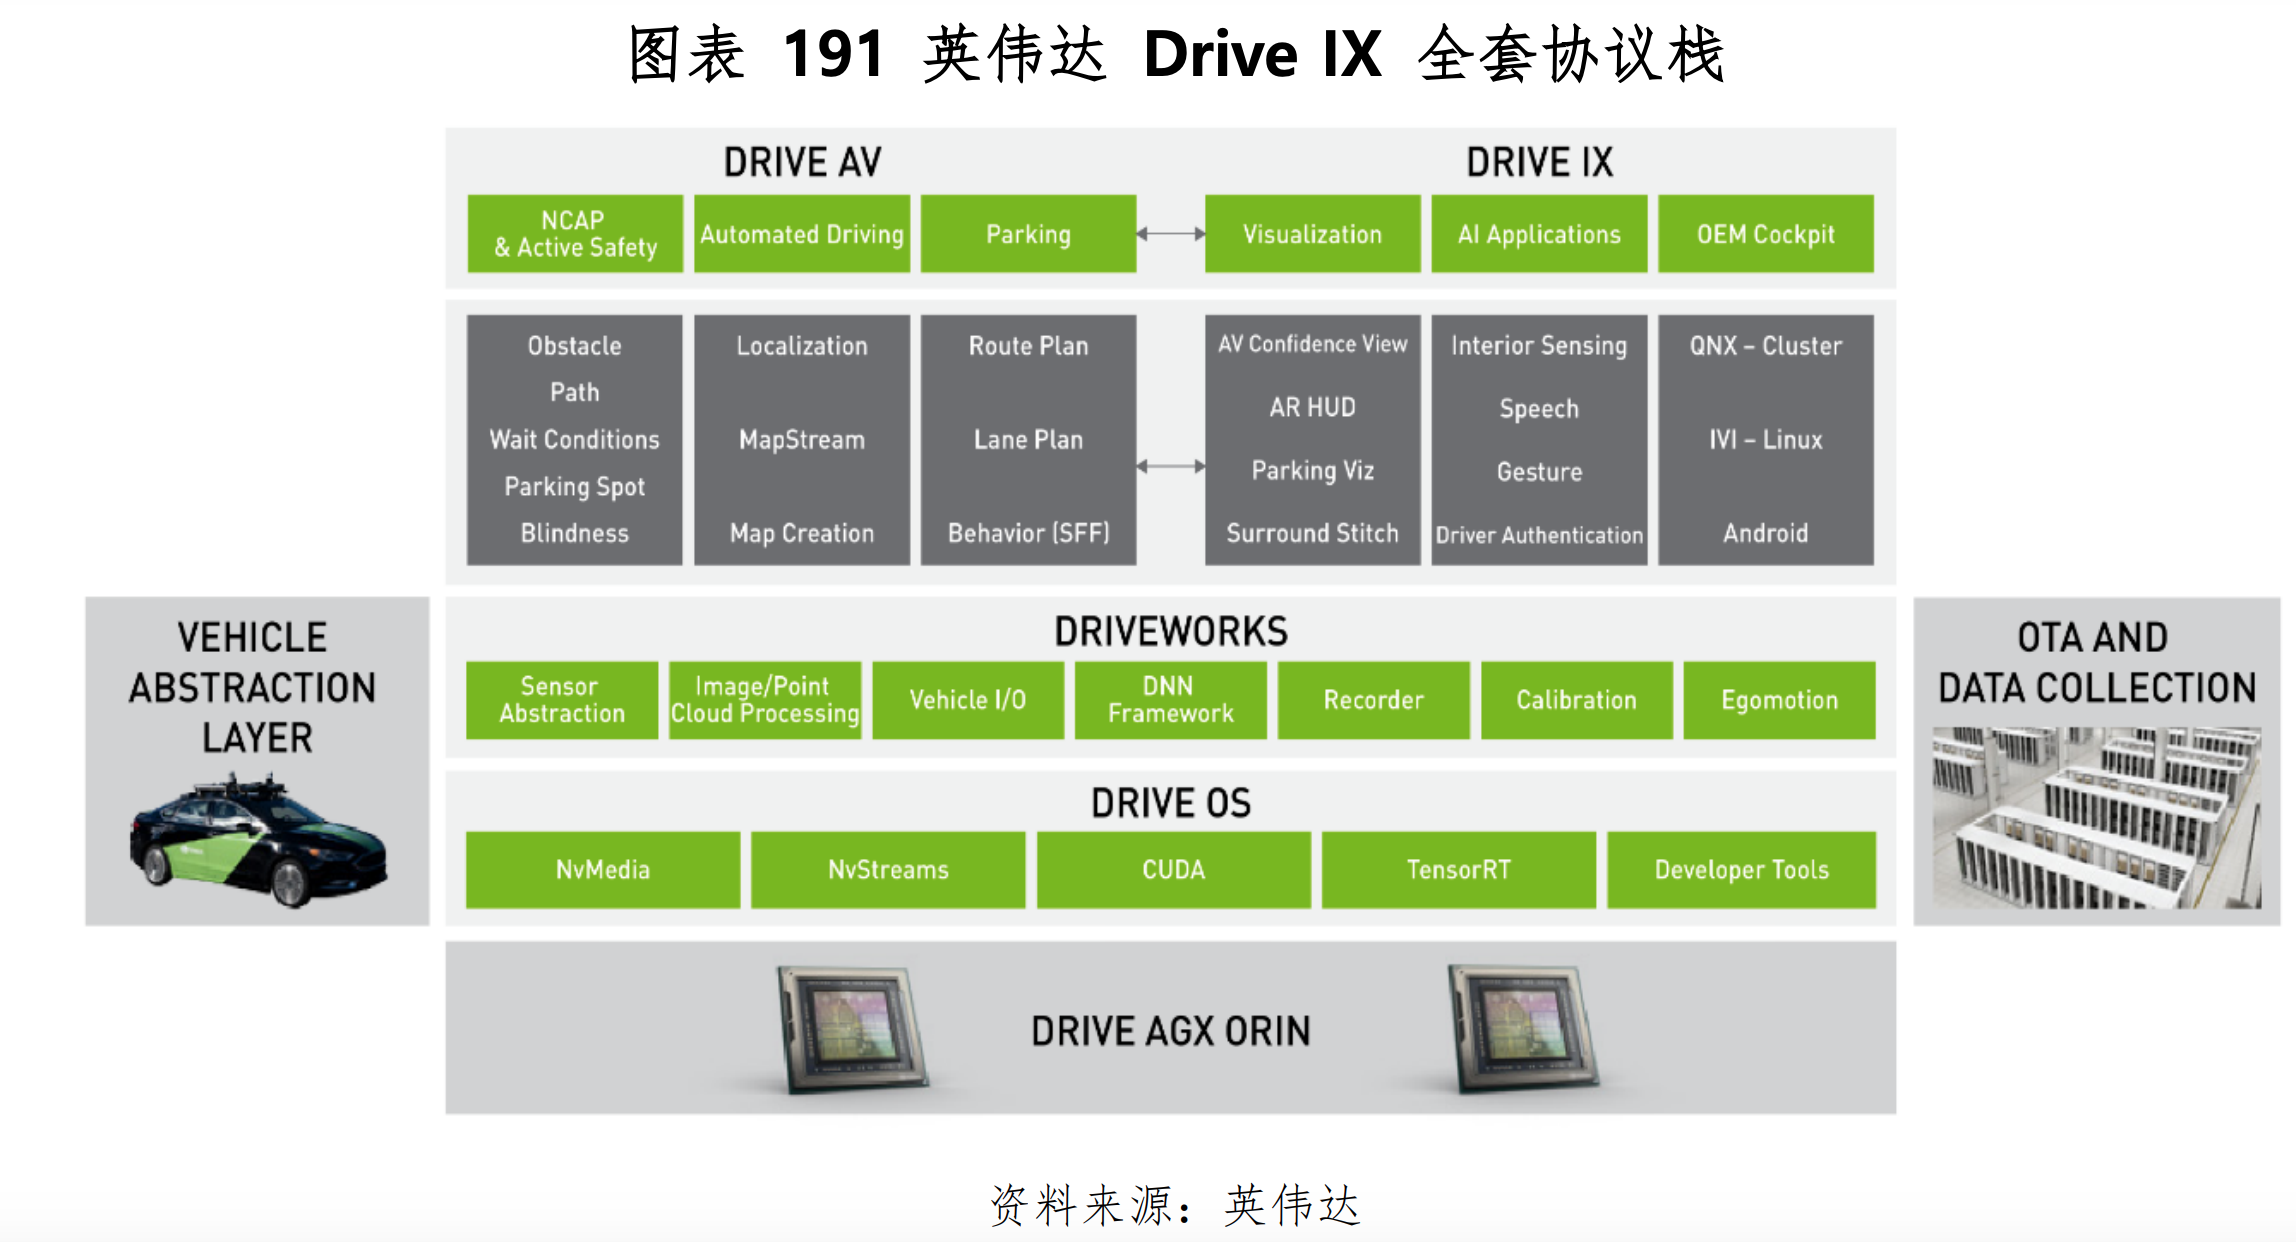 图表 191 英伟达 Drive IX 全套协议栈
DRIVE AV
DRIVE IX
NCAP
& Active Safety
Automated Driving
Parking
Visualization
AI Applications
OEM Cockpit
Obstacle
Path
Wait Conditions
Parking Spot
Blindness
Localization
MapStream
Map Creation
Route Plan
Lane Plan
Behavior (SFF)
AV Confidence View
AR HUD
Parking Viz
Surround Stitch
Interior Sensing
Speech
Gesture
Driver Authentication
QNX – Cluster
IVI – Linux
Android
VEHICLE
ABSTRACTION
LAYER
DRIVEWORKS
Sensor
Abstraction
Image/Point
Cloud Processing
Vehicle I/O
DNN
Framework
Recorder
Calibration
Egomotion
DRIVE OS
NvMedia
NvStreams
CUDA
TensorRT
Developer Tools
OTA AND
DATA COLLECTION
DRIVE AGX ORIN
资料来源：英伟达